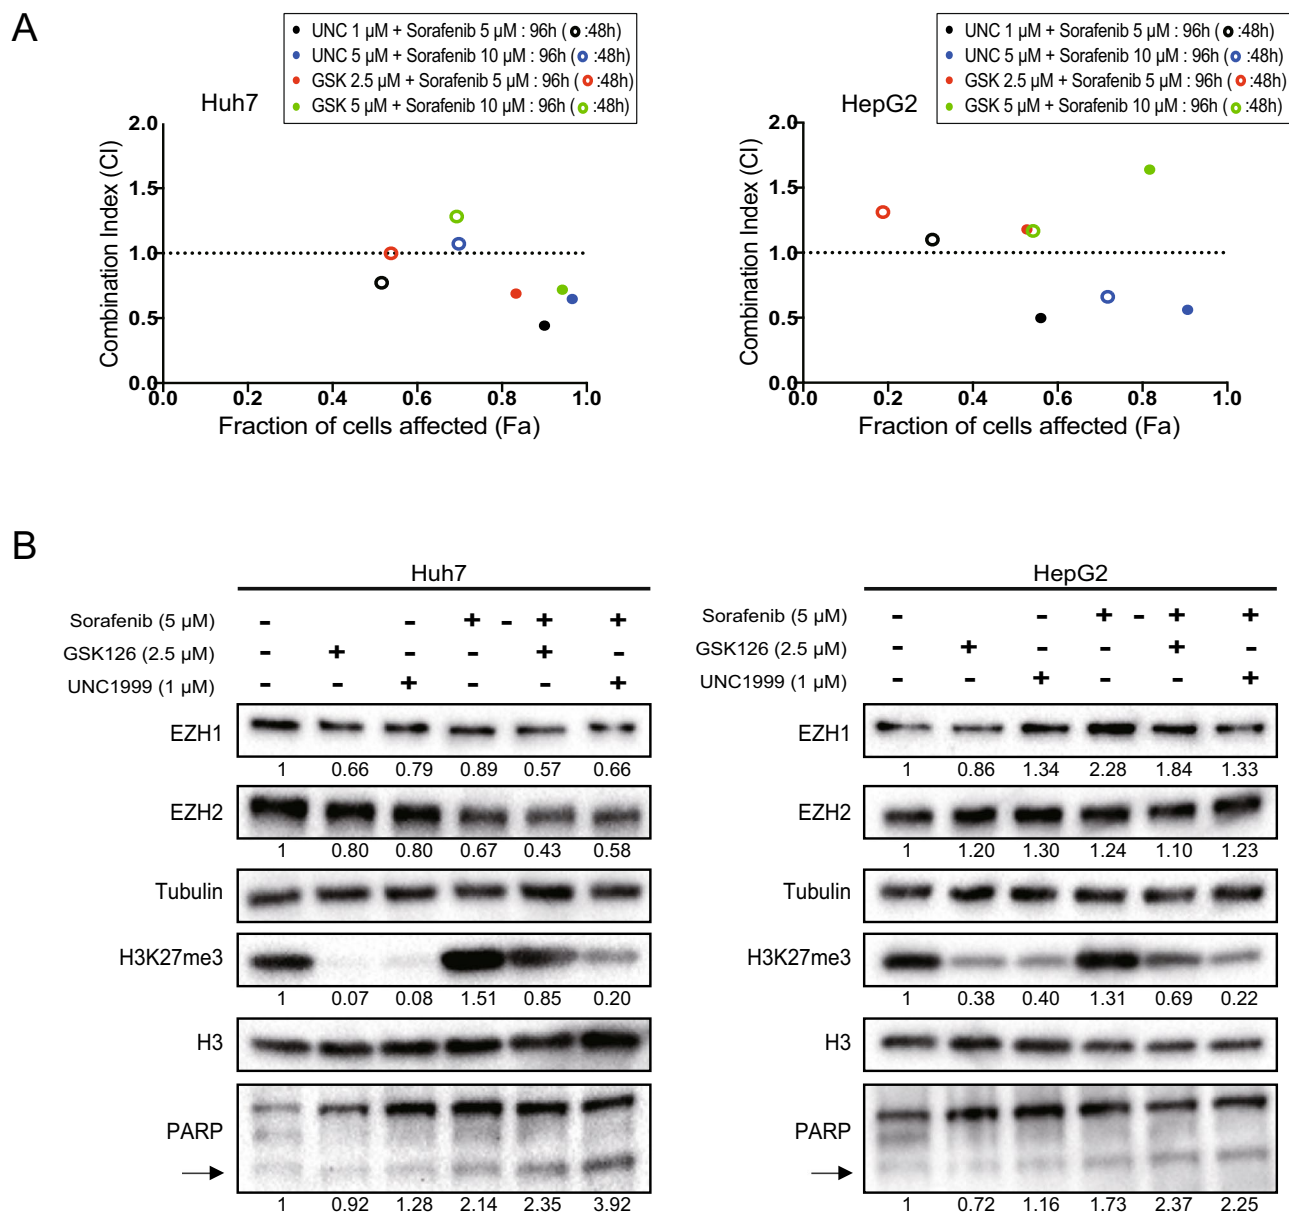 A
UNC 1 µM + Sorafenib 5 µM : 96h ( :48h)
UNC 5 µM + Sorafenib 10 µM : 96h ( :48h)
GSK 2.5 µM + Sorafenib 5 µM : 96h ( :48h)
GSK 5 µM + Sorafenib 10 µM : 96h ( :48h)
Huh7
2.0
1.5
1.0
0.5
0.0
Combination Index (CI)
0.0 0.2 0.4 0.6 0.8 1.0
Fraction of cells affected (Fa)
UNC 1 µM + Sorafenib 5 µM : 96h ( :48h)
UNC 5 µM + Sorafenib 10 µM : 96h ( :48h)
GSK 2.5 µM + Sorafenib 5 µM : 96h ( :48h)
GSK 5 µM + Sorafenib 10 µM : 96h ( :48h)
HepG2
2.0
1.5
1.0
0.5
0.0
Combination Index (CI)
0.0 0.2 0.4 0.6 0.8 1.0
Fraction of cells affected (Fa)
B
Huh7
Sorafenib (5 µM) - - + - + +
GSK126 (2.5 µM) - + - - + -
UNC1999 (1 µM) - - + - - +
EZH1
1 0.66 0.79 0.89 0.57 0.66
EZH2
1 0.80 0.80 0.67 0.43 0.58
Tubulin
H3K27me3
1 0.07 0.08 1.51 0.85 0.20
H3
PARP
1 0.92 1.28 2.14 2.35 3.92
HepG2
Sorafenib (5 µM) - - + - + +
GSK126 (2.5 µM) - + - - + -
UNC1999 (1 µM) - - + - - +
EZH1
1 0.86 1.34 2.28 1.84 1.33
EZH2
1 1.20 1.30 1.24 1.10 1.23
Tubulin
H3K27me3
1 0.38 0.40 1.31 0.69 0.22
H3
PARP
1 0.72 1.16 1.73 2.37 2.25